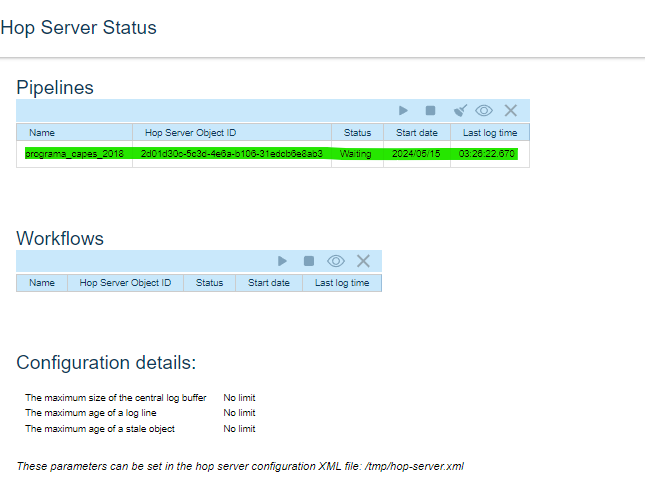 Hop Server Status
Pipelines
Name Hop Server Object ID Status Start date Last log time
programa_capes_2018 2d01d30c-5c3d-4e6a-b106-31edcb6e8ab3 Waiting 2024/05/15 03:26:22.670
Workflows
Name Hop Server Object ID Status Start date Last log time
Configuration details:
The maximum size of the central log buffer No limit
The maximum age of a log line No limit
The maximum age of a stale object No limit
These parameters can be set in the hop server configuration XML file: /tmp/hop-server.xml